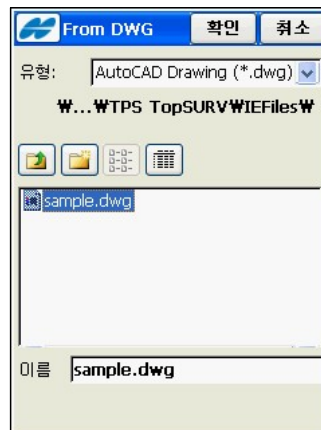 From DWG 확인 취소
유형: AutoCAD Drawing (*.dwg)
₩...₩TPS TopSURV₩IEFiles₩
sample.dwg
이름 sample.dwg